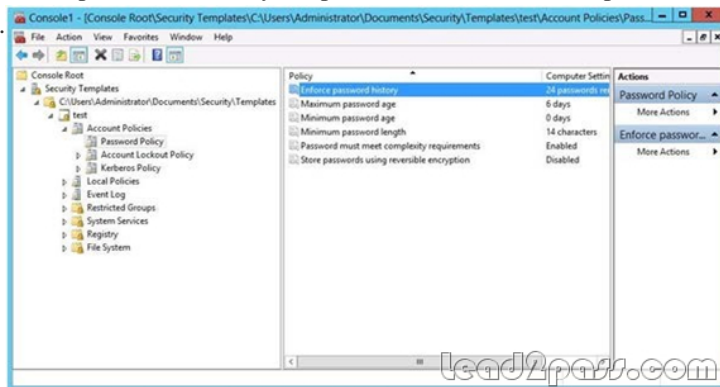 Console1 - [Console Root\Security Templates\C:\Users\Administrator\Documents\Security\Templates\test\Account Policies\Pass...
File Action View Favorites Window Help
Console Root
Security Templates
C:\Users\Administrator\Documents\Security\Templates
test
Account Policies
Password Policy
Account Lockout Policy
Kerberos Policy
Local Policies
Event Log
Restricted Groups
System Services
Registry
File System
Policy Computer Settin
Enforce password history 24 passwords re
Maximum password age 6 days
Minimum password age 0 days
Minimum password length 14 characters
Password must meet complexity requirements Enabled
Store passwords using reversible encryption Disabled
Actions
Password Policy
More Actions
Enforce passwor...
More Actions
lead2pass.com